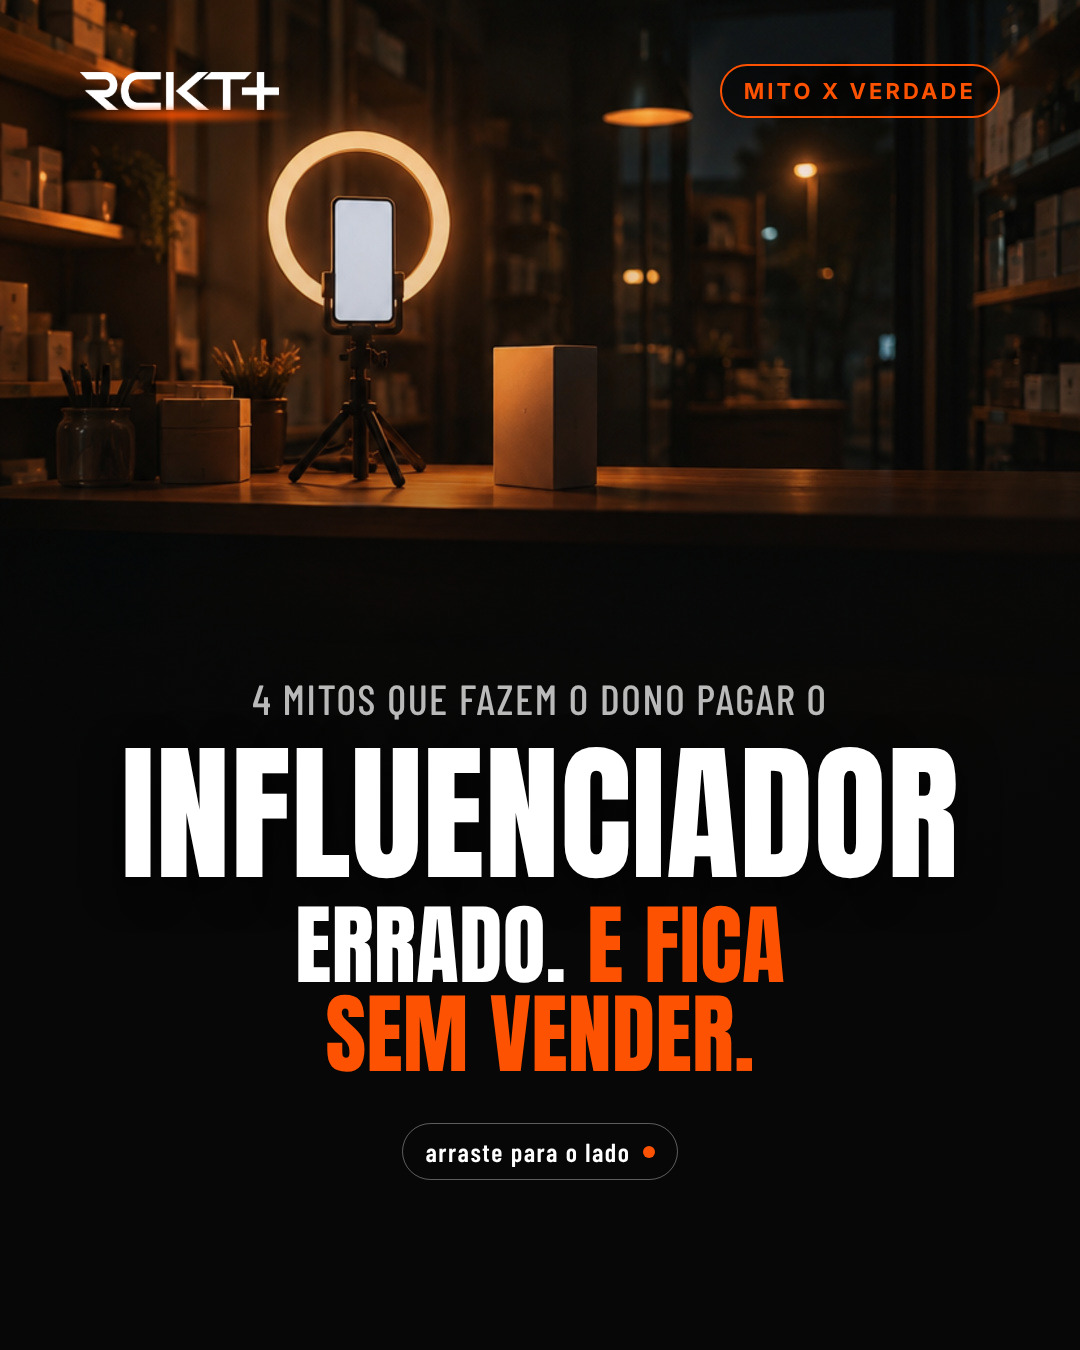 RCKT+
MITO X VERDADE
4 MITOS QUE FAZEM O DONO PAGAR O
INFLUENCIADOR
ERRADO. E FICA
SEM VENDER.
arraste para o lado